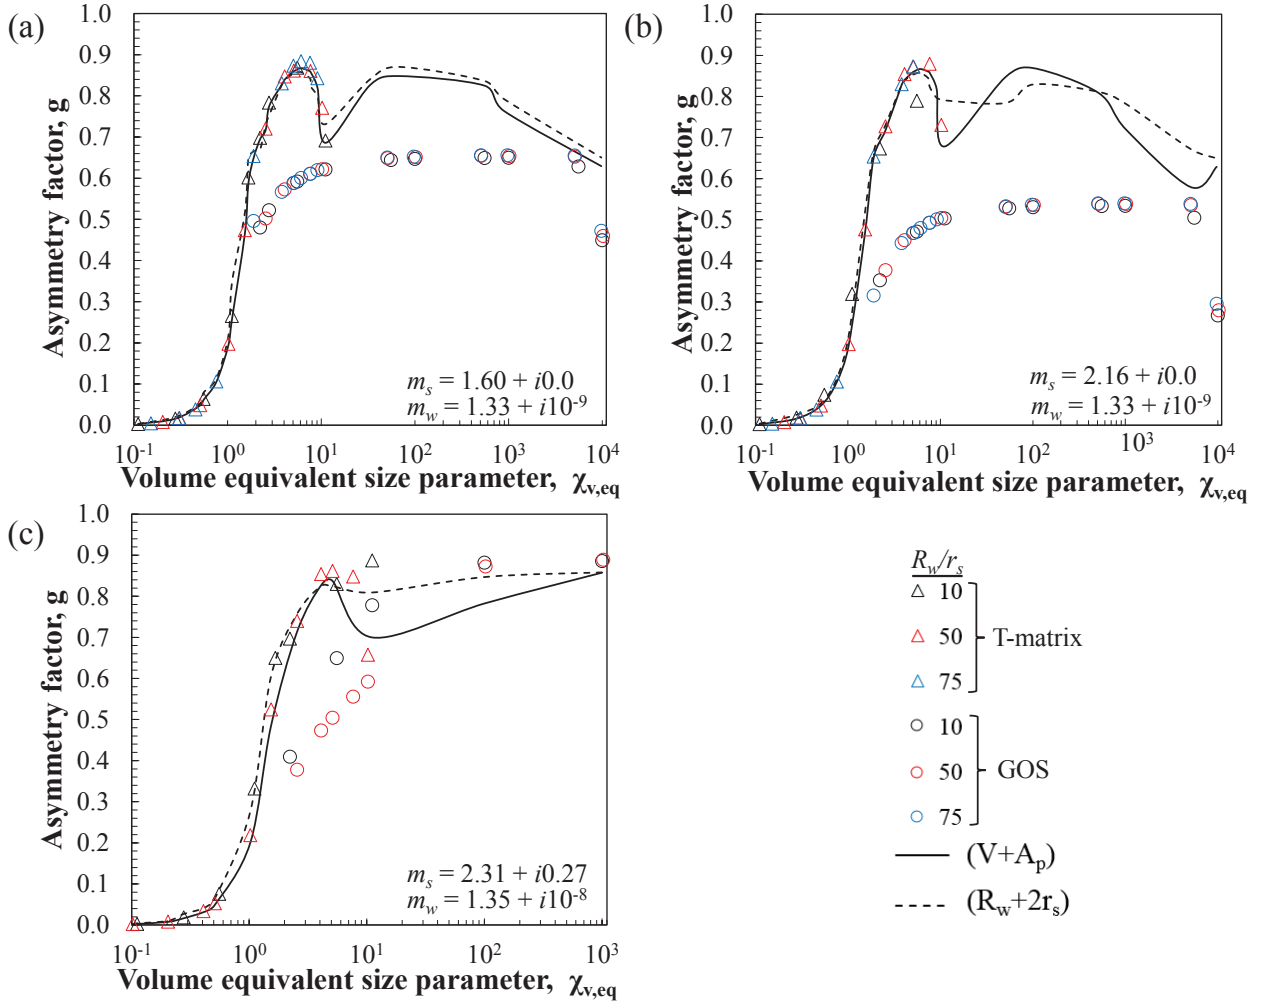 (a)
1.0
0.9
0.8
0.7
0.6
0.5
0.4
0.3
0.2
0.1
0.0
Asymmetry factor, g
m_s = 1.60 + i0.0
m_w = 1.33 + i10^-9
10^-1 10^0 10^1 10^2 10^3 10^4
Volume equivalent size parameter, χ_v,eq
(b)
1.0
0.9
0.8
0.7
0.6
0.5
0.4
0.3
0.2
0.1
0.0
Asymmetry factor, g
m_s = 2.16 + i0.0
m_w = 1.33 + i10^-9
10^-1 10^0 10^1 10^2 10^3 10^4
Volume equivalent size parameter, χ_v,eq
(c)
1.0
0.9
0.8
0.7
0.6
0.5
0.4
0.3
0.2
0.1
0.0
Asymmetry factor, g
m_s = 2.31 + i0.27
m_w = 1.35 + i10^-8
10^-1 10^0 10^1 10^2 10^3
Volume equivalent size parameter, χ_v,eq
R_w/r_s
10
50 T-matrix
75
10
50 GOS
75
(V+A_p)
(R_w+2r_s)